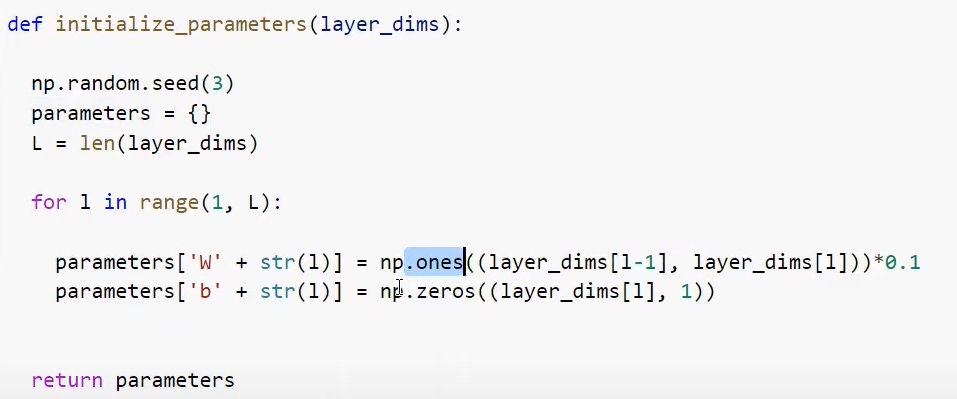 def initialize_parameters(layer_dims):
np.random.seed(3)
parameters = {}
L = len(layer_dims)
for l in range(1, L):
parameters['W' + str(l)] = np.ones((layer_dims[l-1], layer_dims[l]))*0.1
parameters['b' + str(l)] = np.zeros((layer_dims[l], 1))
return parameters